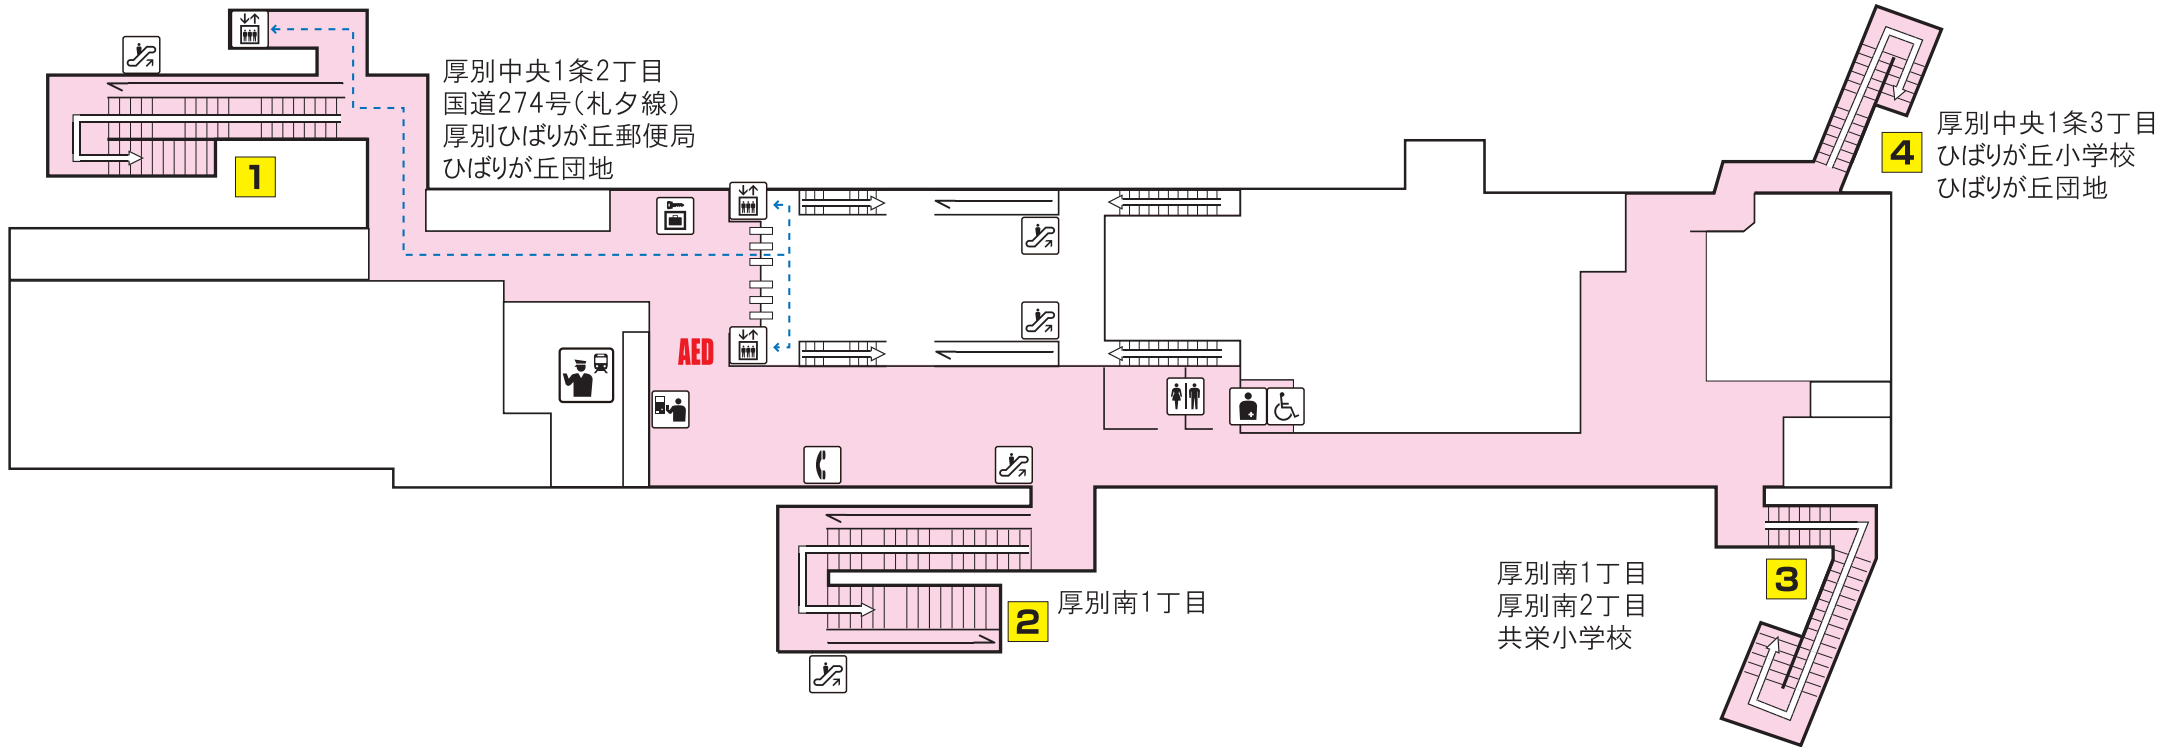 厚別中央1条2丁目
国道274号(札夕線)
厚別ひばりが丘郵便局
ひばりが丘団地
1
4
厚別中央1条3丁目
ひばりが丘小学校
ひばりが丘団地
AED
2
厚別南1丁目
厚別南1丁目
厚別南2丁目
共栄小学校
3